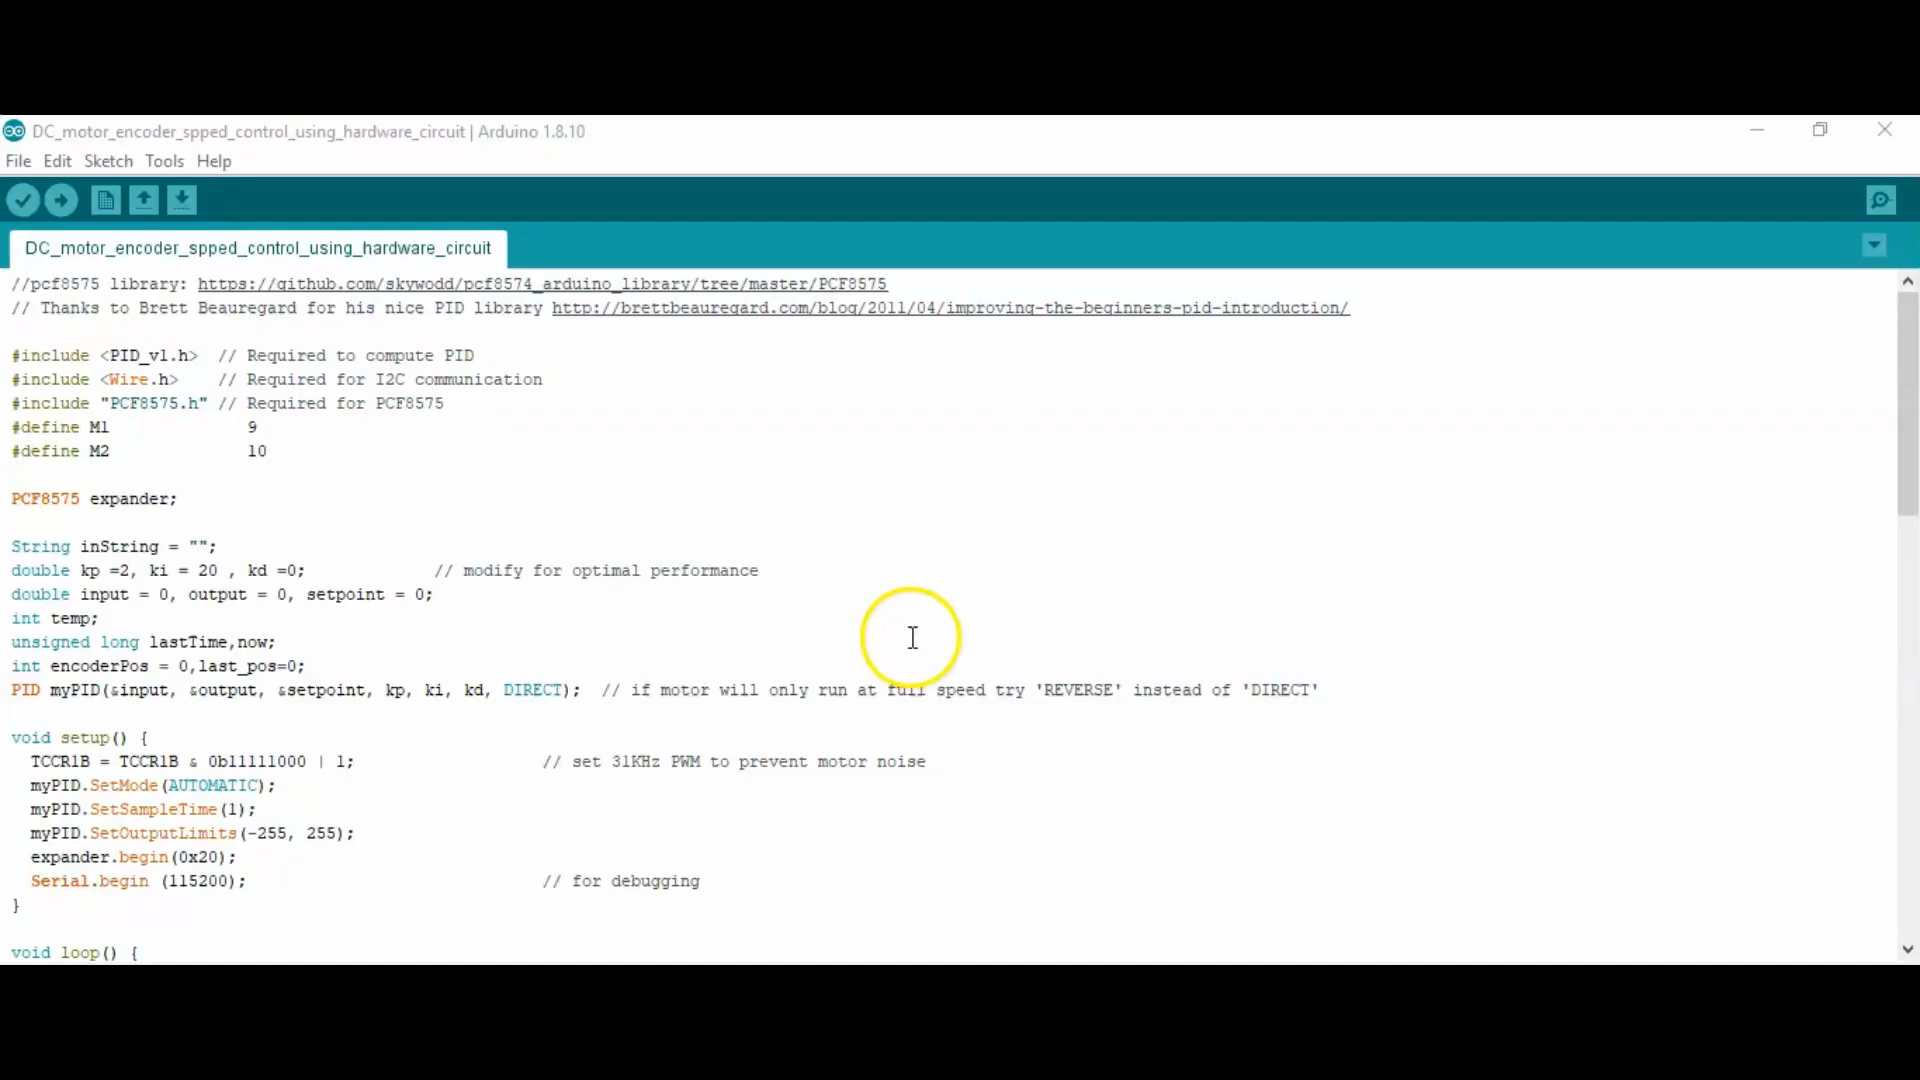 DC_motor_encoder_spped_control_using_hardware_circuit | Arduino 1.8.10
File Edit Sketch Tools Help
DC_motor_encoder_spped_control_using_hardware_circuit
//pcf8575 library: https://github.com/skywodd/pcf8574_arduino_library/tree/master/PCF8575
// Thanks to Brett Beauregard for his nice PID library http://brettbeauregard.com/blog/2011/04/improving-the-beginners-pid-introduction/
#include <PID_v1.h> // Required to compute PID
#include <Wire.h> // Required for I2C communication
#include "PCF8575.h" // Required for PCF8575
#define M1 9
#define M2 10
PCF8575 expander;
String inString = "";
double kp =2, ki = 20 , kd =0; // modify for optimal performance
double input = 0, output = 0, setpoint = 0;
int temp;
unsigned long lastTime,now;
int encoderPos = 0,last_pos=0;
PID myPID(&input, &output, &setpoint, kp, ki, kd, DIRECT); // if motor will only run at full speed try 'REVERSE' instead of 'DIRECT'
void setup() {
TCCR1B = TCCR1B & 0b11111000 | 1; // set 31KHz PWM to prevent motor noise
myPID.SetMode(AUTOMATIC);
myPID.SetSampleTime(1);
myPID.SetOutputLimits(-255, 255);
expander.begin(0x20);
Serial.begin (115200); // for debugging
}
void loop() {